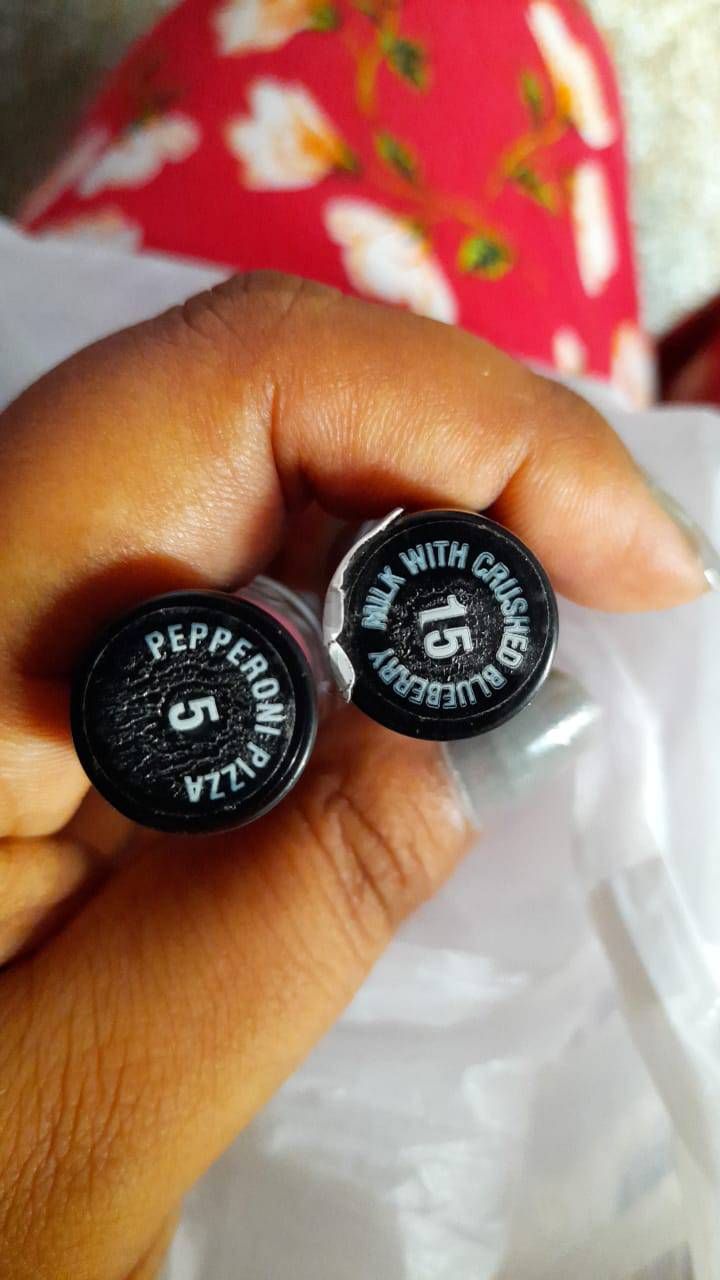 PEPPERONI PIZZA
5
MILK WITH CRUSHED BLUEBERRY
15